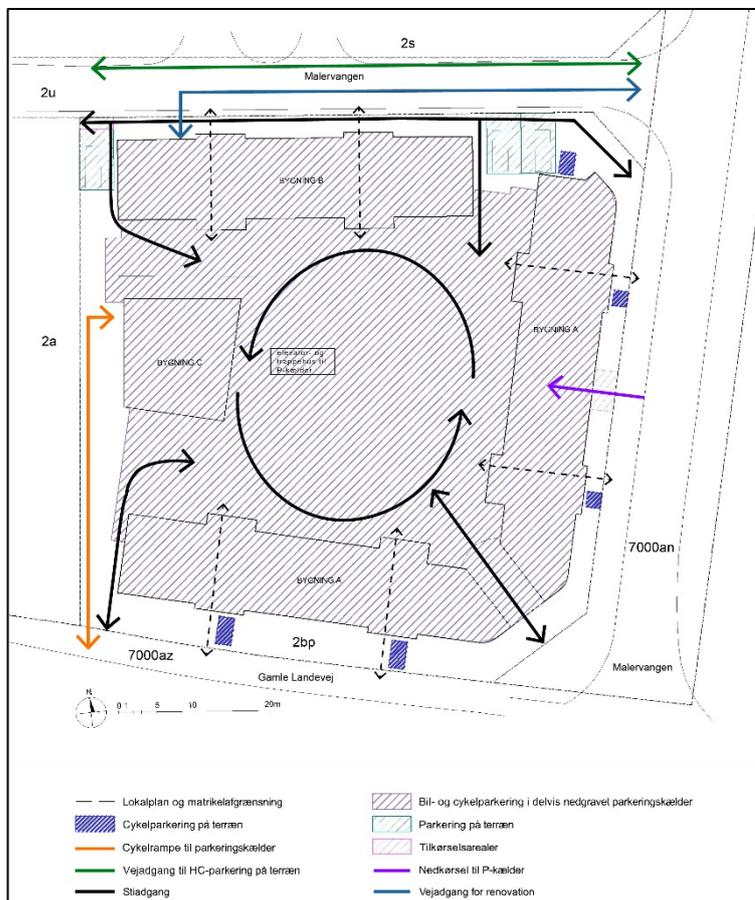 2s
Malervangen
2u
BYGNING B
BYGNING A
2a
BYGNING C
elevator- og
trappehus til
P-kælder
7000an
BYGNING A
2bp
7000az
Malervangen
Gamle Landevej
N
0 1 5 10 20m
Lokalplan og matrikelafgrænsning
Cykelparkering på terræn
Cykelrampe til parkeringskælder
Vejadgang til HC-parkering på terræn
Stiadgang
Bil- og cykelparkering i delvis nedgravet parkeringskælder
Parkering på terræn
Tilkørselsarealer
Nedkørsel til P-kælder
Vejadgang for renovation